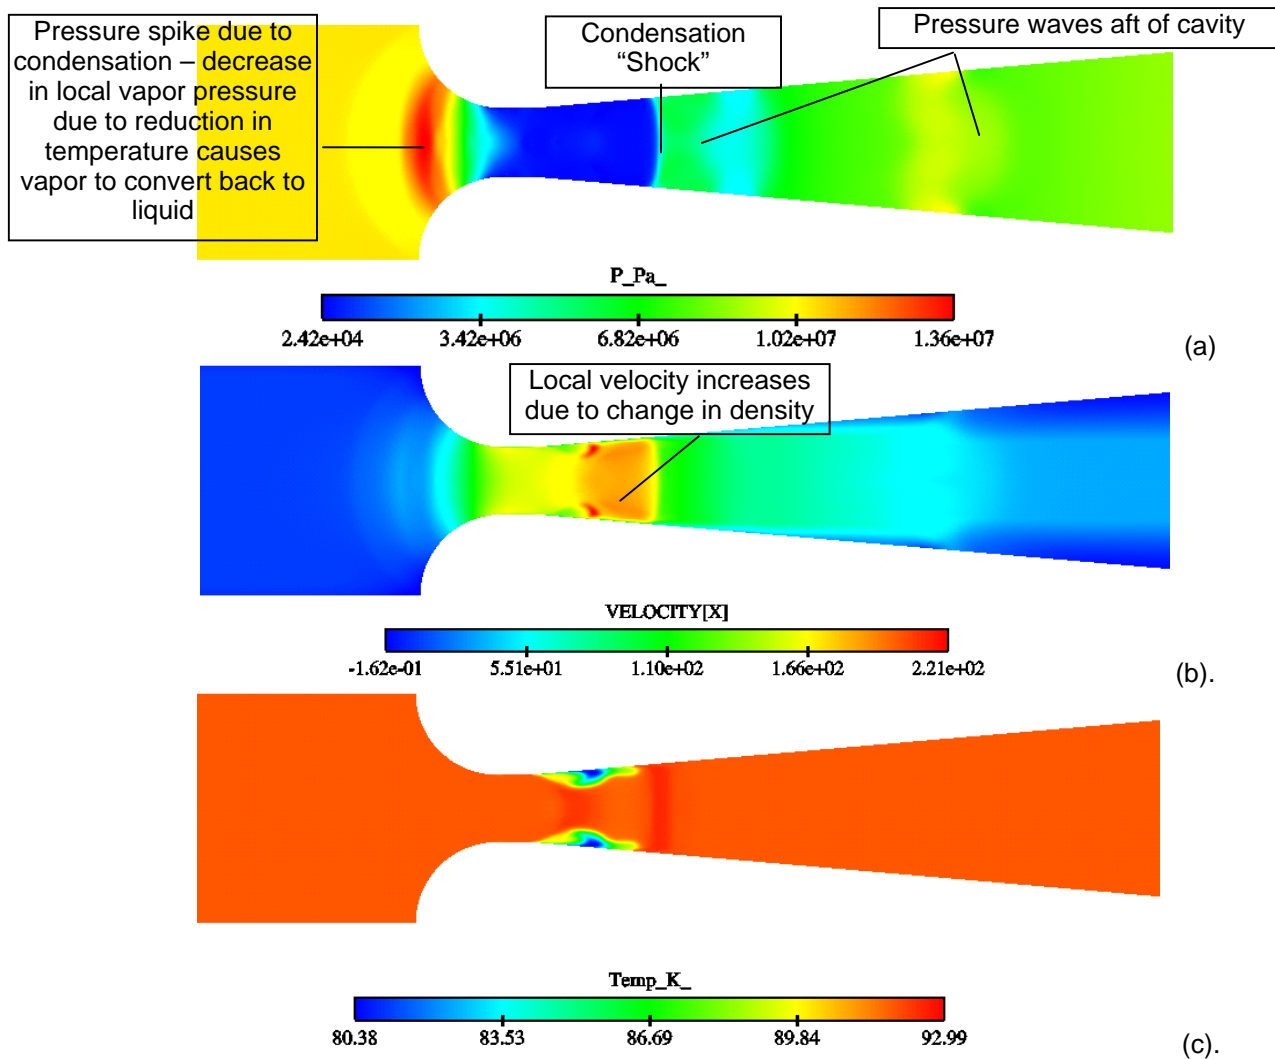 Pressure spike due to
condensation – decrease
in local vapor pressure
due to reduction in
temperature causes
vapor to convert back to
liquid
Condensation
“Shock”
Pressure waves aft of cavity
P_Pa_
2.42e+04 3.42e+06 6.82e+06 1.02e+07 1.36e+07
(a)
Local velocity increases
due to change in density
VELOCITY[X]
-1.62e-01 5.51e+01 1.10e+02 1.66e+02 2.21e+02
(b).
Temp_K_
80.38 83.53 86.69 89.84 92.99
(c).